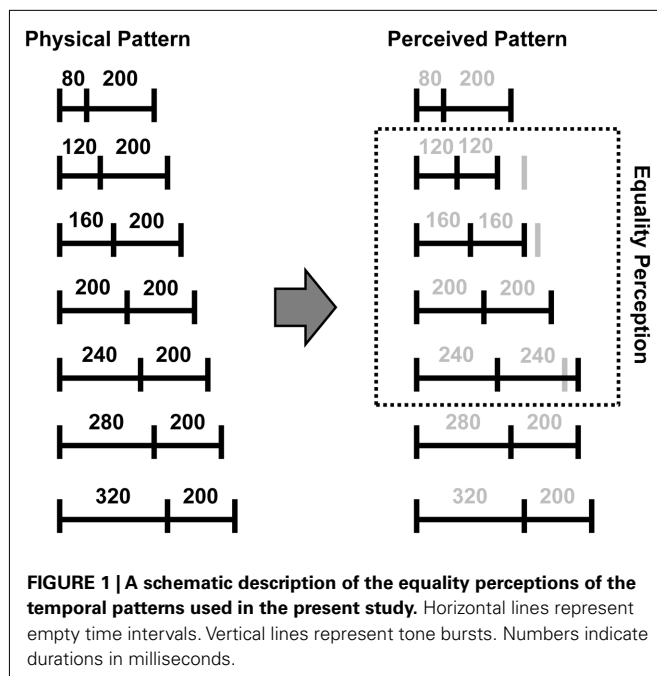 Physical Pattern
Perceived Pattern
80 200
80 200
120 200
120 120
160 200
160 160
200 200
200 200
240 200
240 240
280 200
280 200
320 200
320 200
Equality Perception
FIGURE 1 | A schematic description of the equality perceptions of the
temporal patterns used in the present study. Horizontal lines represent
empty time intervals. Vertical lines represent tone bursts. Numbers indicate
durations in milliseconds.